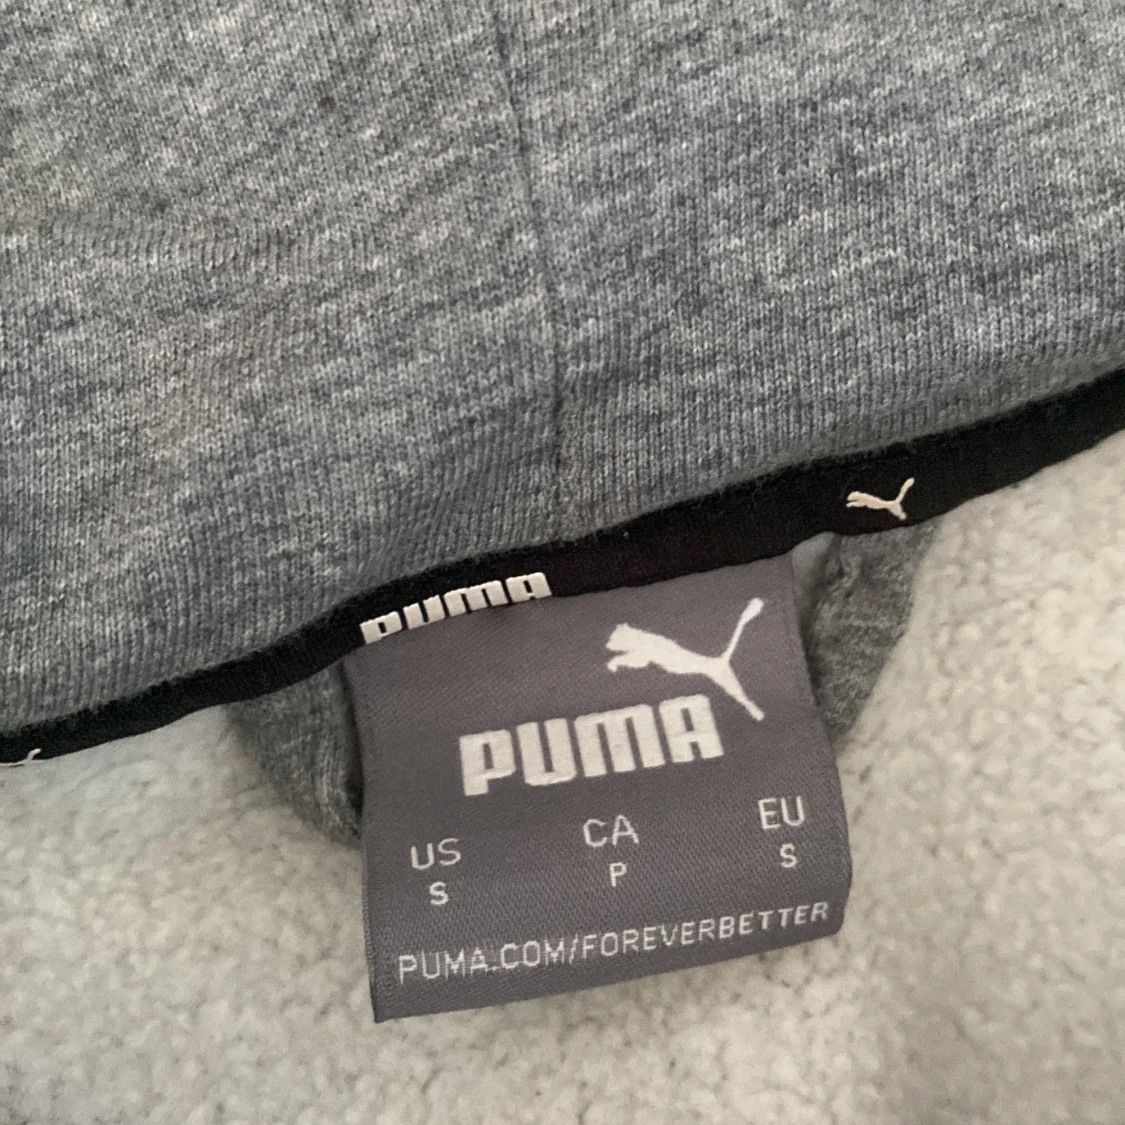 PUMA
PUMA
US CA EU
S P S
PUMA.COM/FOREVERBETTER